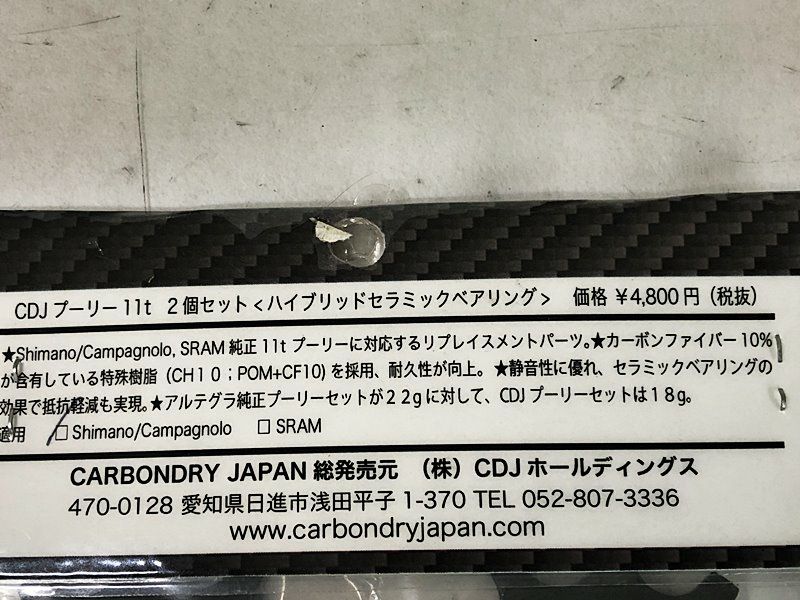 CDJ プーリー 11t 2個セット<ハイブリッドセラミックベアリング> 価格 ¥4,800円(税抜)
★Shimano/Campagnolo, SRAM 純正 11t プーリーに対応するリプレイスメントパーツ。★カーボンファイバー 10%
が含有している特殊樹脂(CH10;POM+CF10)を採用、耐久性が向上。★静音性に優れ、セラミックベアリングの
効果で抵抗軽減も実現。★アルテグラ純正プーリーセットが22gに対して、CDJプーリーセットは18g。
適用 □ Shimano/Campagnolo □ SRAM
CARBONDRY JAPAN 総発売元 (株)CDJホールディングス
470-0128 愛知県日進市浅田平子 1-370 TEL 052-807-3336
www.carbondryjapan.com